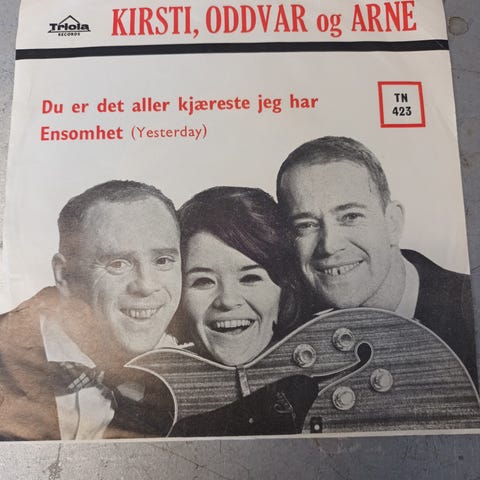 Triola
RECORDS
KIRSTI, ODDVAR og ARNE
Du er det aller kjæreste jeg har
Ensomhet (Yesterday)
TN
423